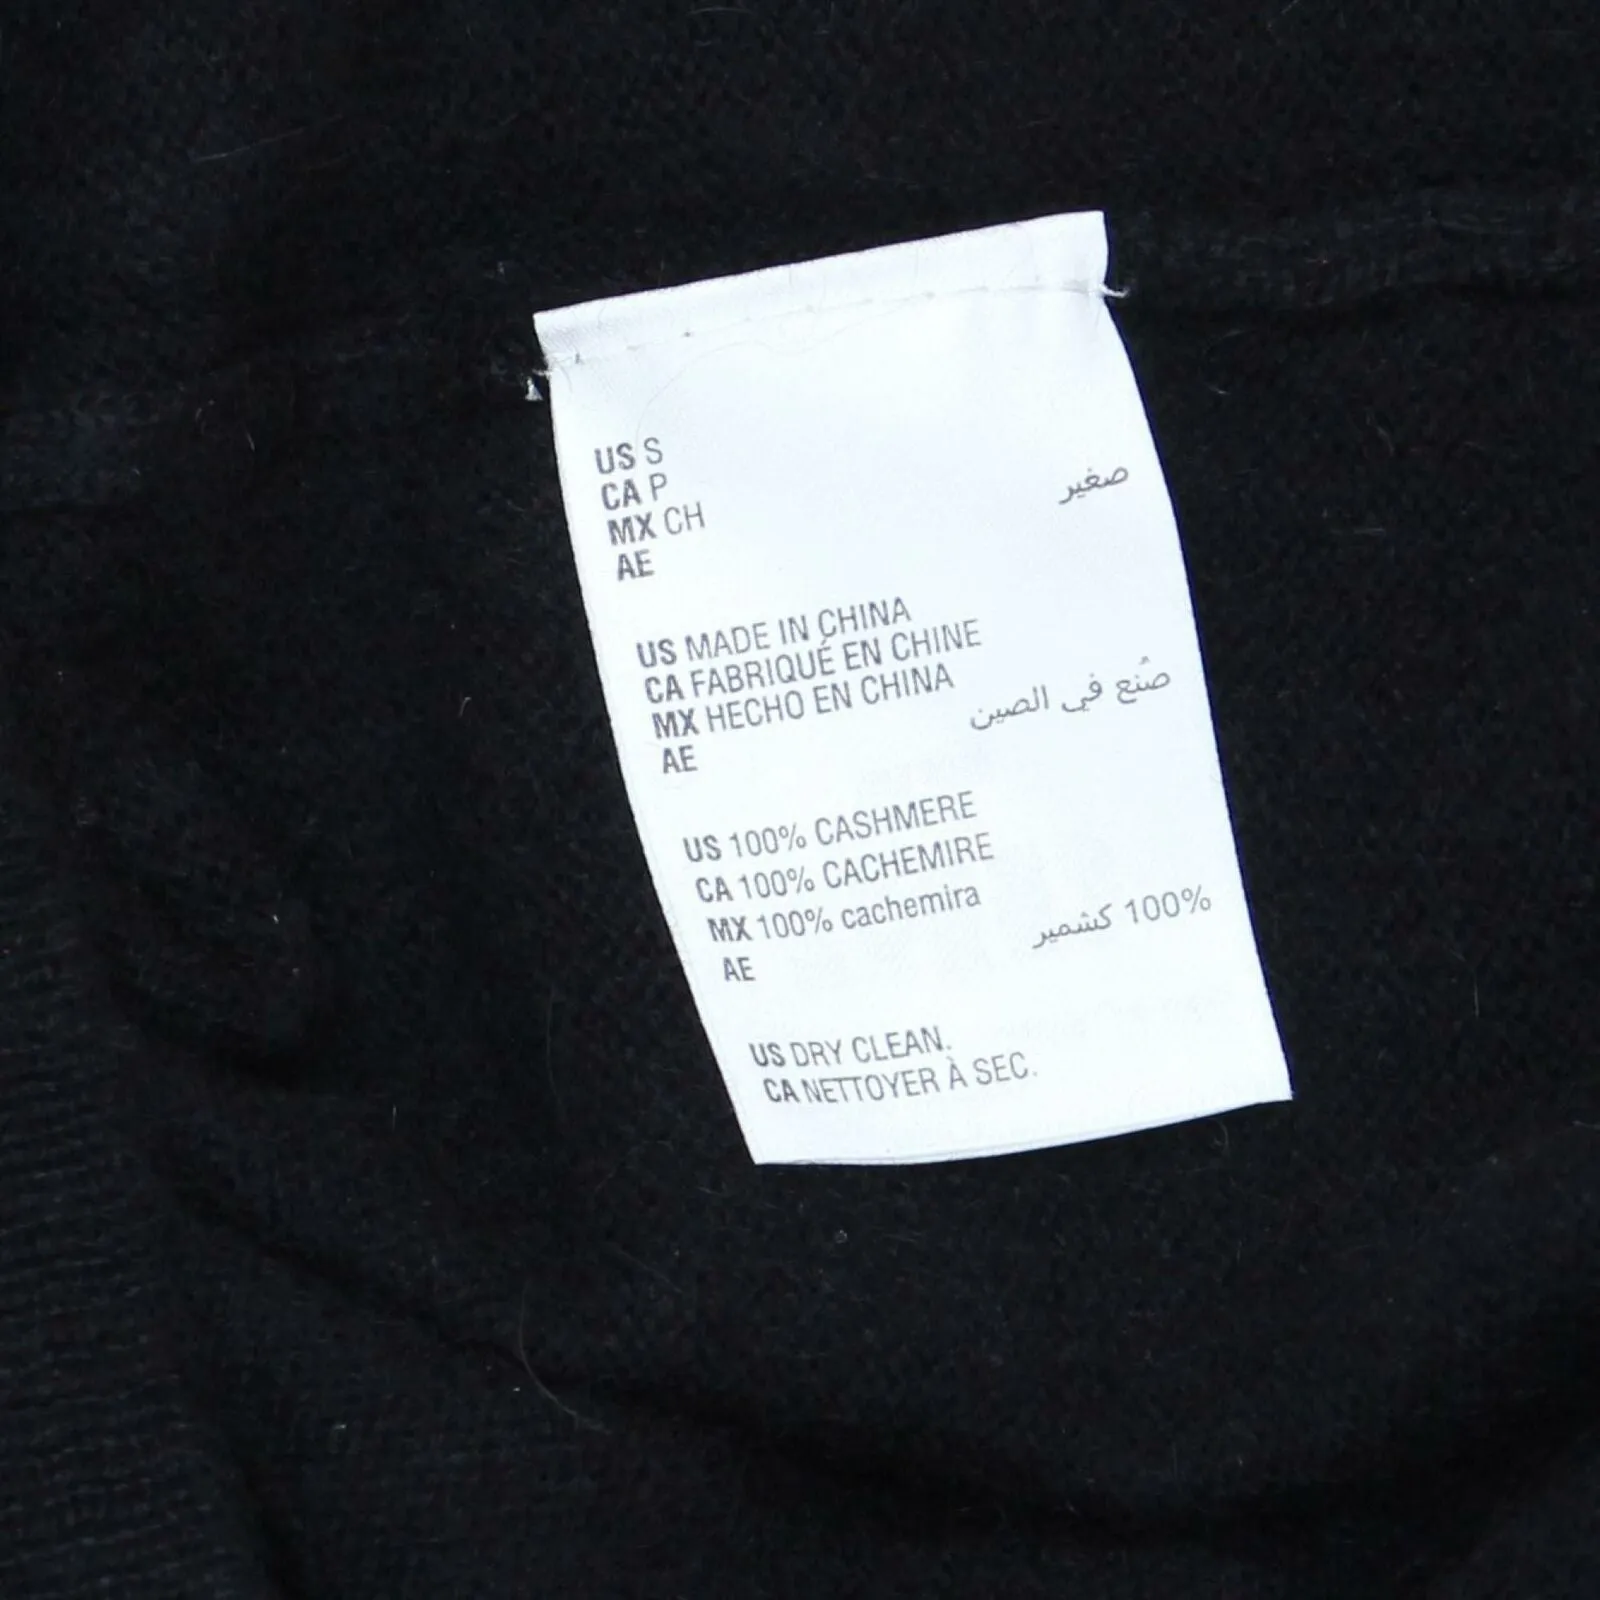 US S
CA P
MX CH
AE صغير
US MADE IN CHINA
CA FABRIQUÉ EN CHINE
MX HECHO EN CHINA
AE صُنع في الصين
US 100% CASHMERE
CA 100% CACHEMIRE
MX 100% cachemira
AE 100% كشمير
US DRY CLEAN.
CA NETTOYER À SEC.